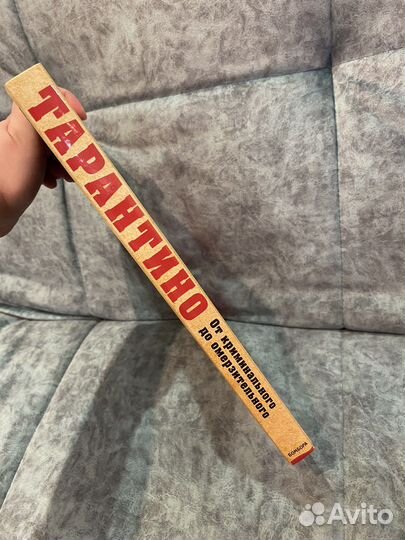 ТАРАНТИНО
От криминального
до омерзительного
БОМБОРА
Avito